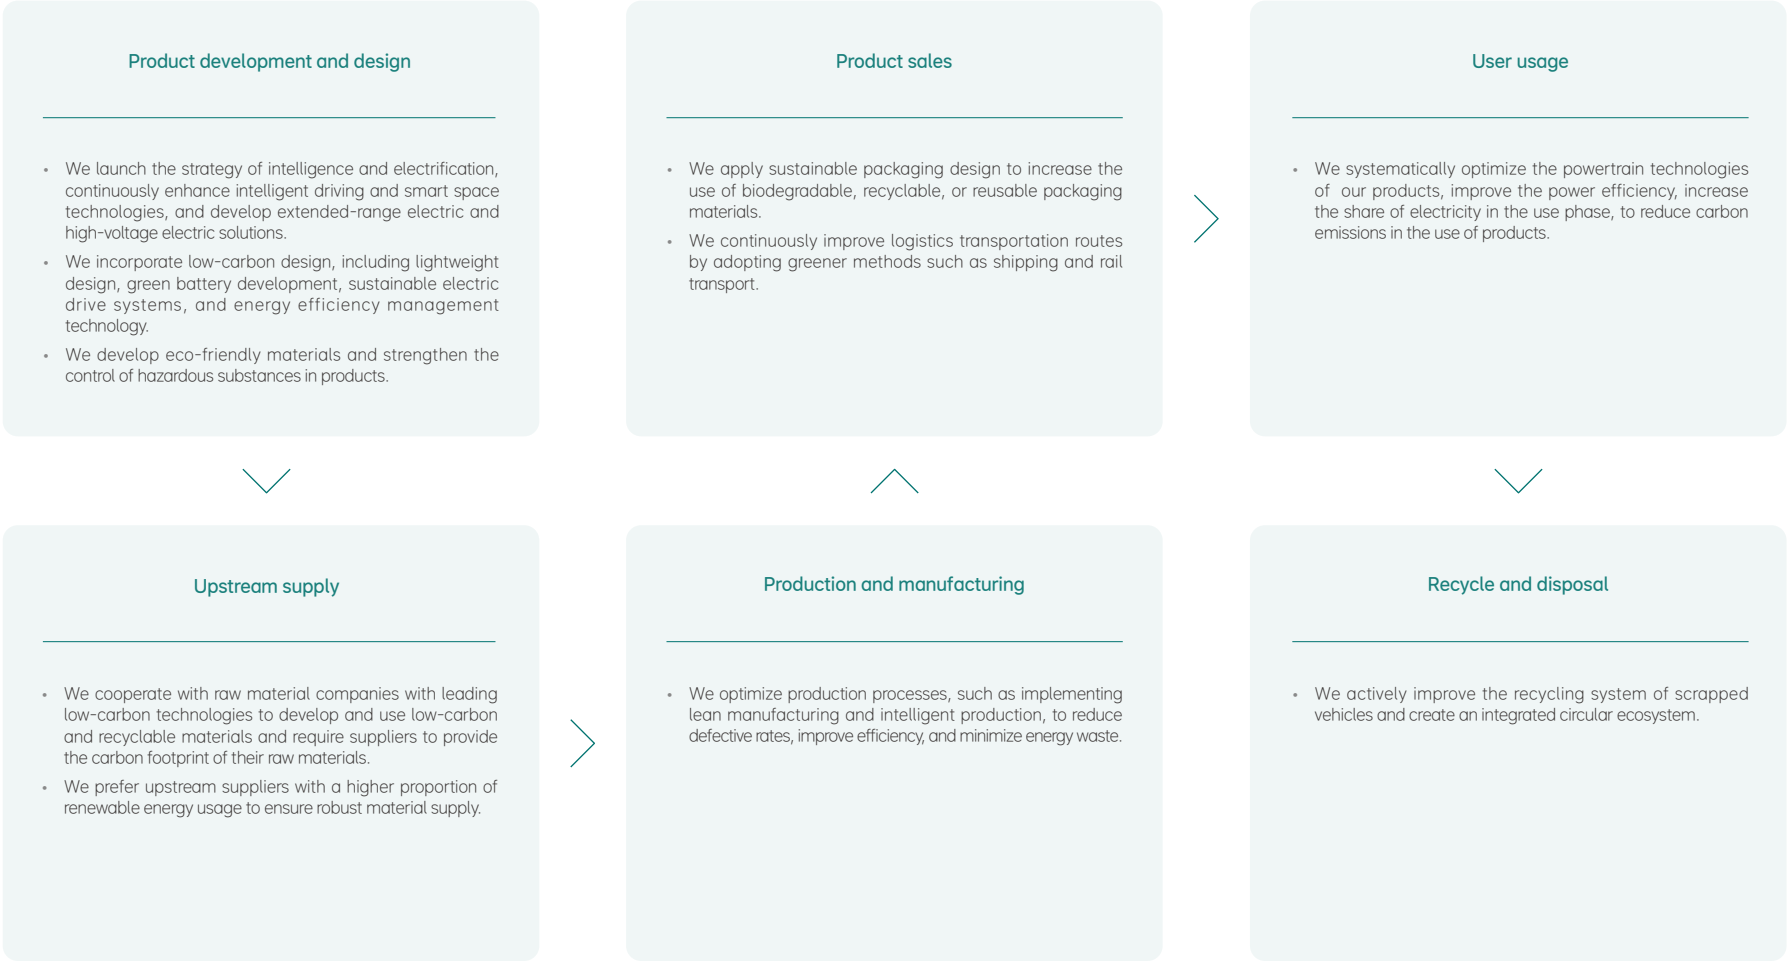 Product development and design
• We launch the strategy of intelligence and electrification,
continuously enhance intelligent driving and smart space
technologies, and develop extended-range electric and
high-voltage electric solutions.
• We incorporate low-carbon design, including lightweight
design, green battery development, sustainable electric
drive systems, and energy efficiency management
technology.
• We develop eco-friendly materials and strengthen the
control of hazardous substances in products.
Upstream supply
• We cooperate with raw material companies with leading
low-carbon technologies to develop and use low-carbon
and recyclable materials and require suppliers to provide
the carbon footprint of their raw materials.
• We prefer upstream suppliers with a higher proportion of
renewable energy usage to ensure robust material supply.
Production and manufacturing
• We optimize production processes, such as implementing
lean manufacturing and intelligent production, to reduce
defective rates, improve efficiency, and minimize energy waste.
Product sales
• We apply sustainable packaging design to increase the
use of biodegradable, recyclable, or reusable packaging
materials.
• We continuously improve logistics transportation routes
by adopting greener methods such as shipping and rail
transport.
User usage
• We systematically optimize the powertrain technologies
of our products, improve the power efficiency, increase
the share of electricity in the use phase, to reduce carbon
emissions in the use of products.
Recycle and disposal
• We actively improve the recycling system of scrapped
vehicles and create an integrated circular ecosystem.